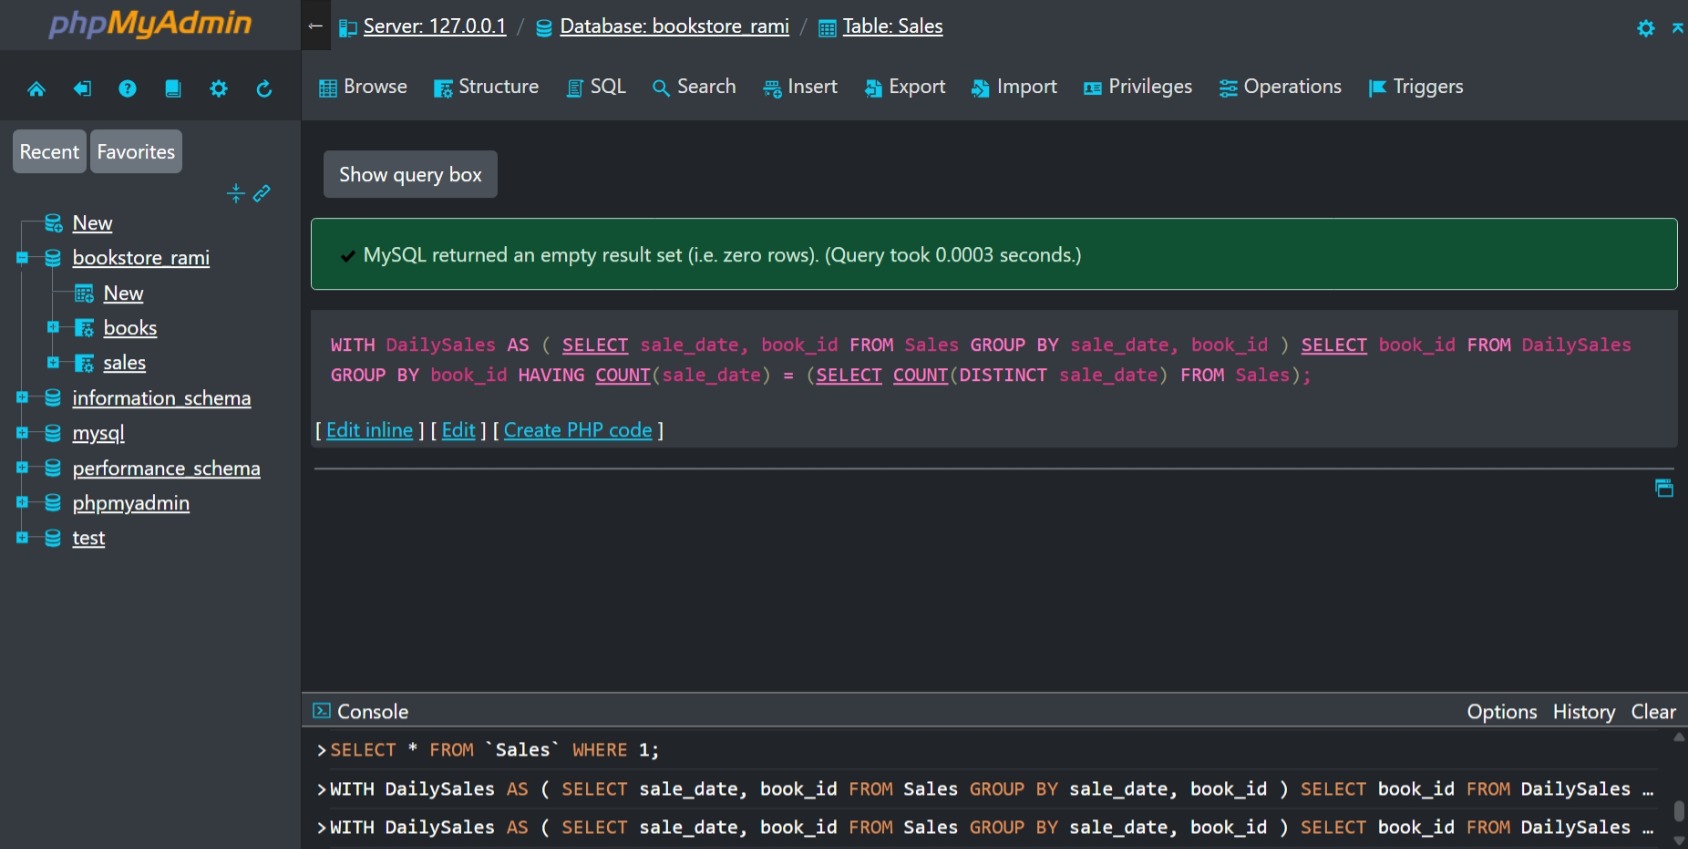 phpMyAdmin
← Server: 127.0.0.1 / Database: bookstore_rami / Table: Sales
Browse Structure SQL Search Insert Export Import Privileges Operations Triggers
Recent Favorites
New
bookstore_rami
New
books
sales
information_schema
mysql
performance_schema
phpmyadmin
test
Show query box
MySQL returned an empty result set (i.e. zero rows). (Query took 0.0003 seconds.)
WITH DailySales AS ( SELECT sale_date, book_id FROM Sales GROUP BY sale_date, book_id ) SELECT book_id FROM DailySales
GROUP BY book_id HAVING COUNT(sale_date) = (SELECT COUNT(DISTINCT sale_date) FROM Sales);
[ Edit inline ] [ Edit ] [ Create PHP code ]
Console Options History Clear
>SELECT * FROM `Sales` WHERE 1;
>WITH DailySales AS ( SELECT sale_date, book_id FROM Sales GROUP BY sale_date, book_id ) SELECT book_id FROM DailySales …
>WITH DailySales AS ( SELECT sale_date, book_id FROM Sales GROUP BY sale_date, book_id ) SELECT book_id FROM DailySales …